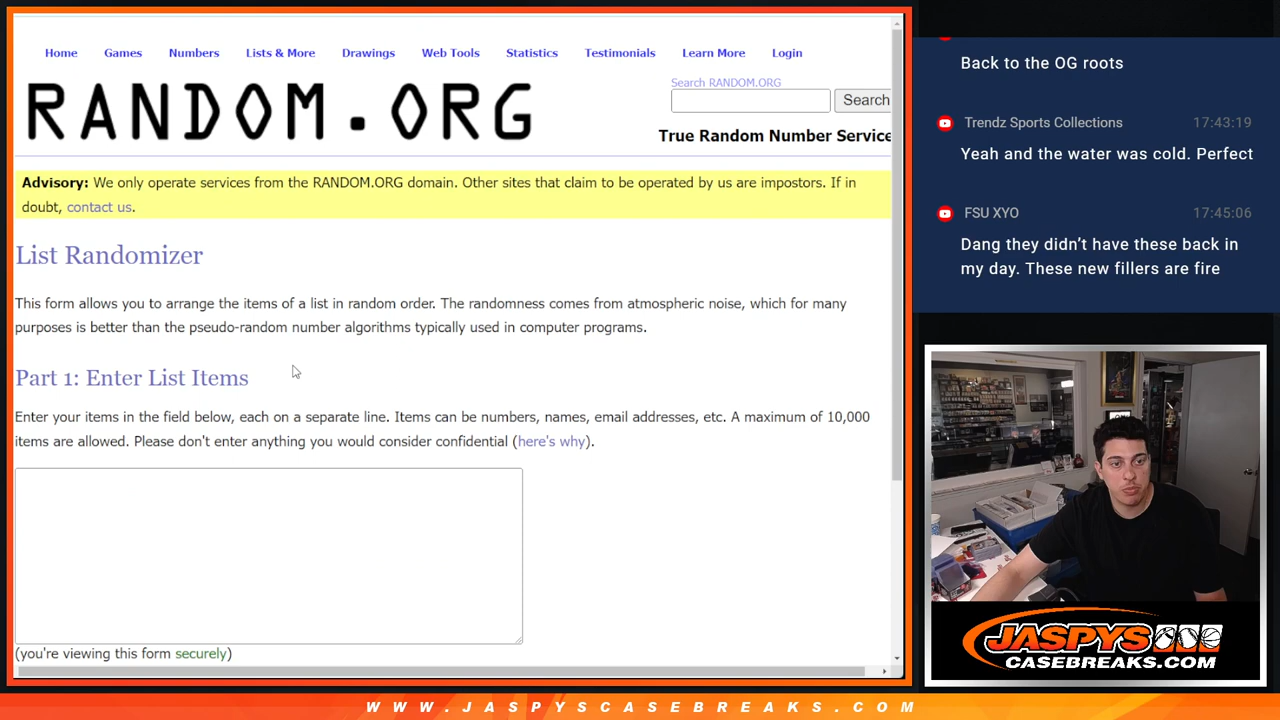 Home Games Numbers Lists & More Drawings Web Tools Statistics Testimonials Learn More Login
RANDOM.ORG
Search RANDOM.ORG
Search
True Random Number Service
Advisory: We only operate services from the RANDOM.ORG domain. Other sites that claim to be operated by us are impostors. If in
doubt, contact us.
List Randomizer
This form allows you to arrange the items of a list in random order. The randomness comes from atmospheric noise, which for many
purposes is better than the pseudo-random number algorithms typically used in computer programs.
Part 1: Enter List Items
Enter your items in the field below, each on a separate line. Items can be numbers, names, email addresses, etc. A maximum of 10,000
items are allowed. Please don't enter anything you would consider confidential (here's why).
(you're viewing this form securely)
Back to the OG roots
Trendz Sports Collections 17:43:19
Yeah and the water was cold. Perfect
FSU XYO 17:45:06
Dang they didn't have these back in
my day. These new fillers are fire
JASPYS
CASEBREAKS.COM
WWW.JASPYSCASEBREAKS.COM